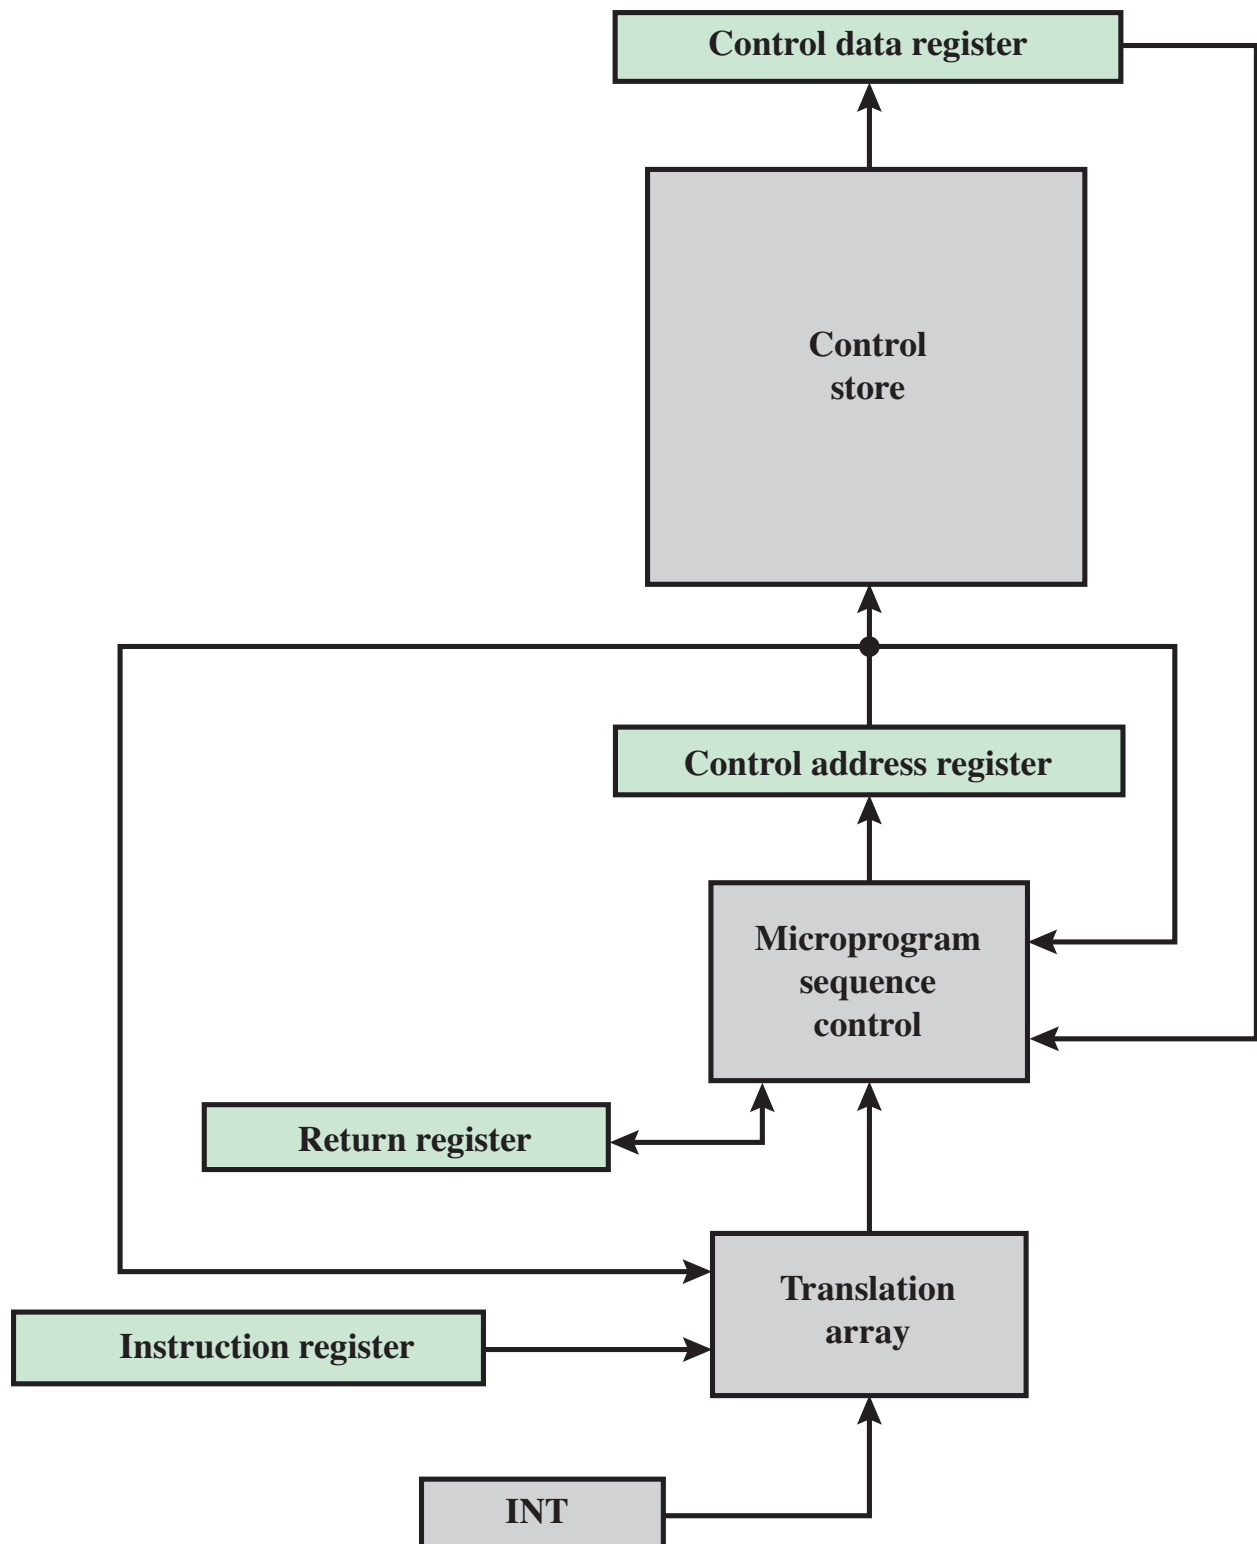 Control data register
Control
store
Control address register
Microprogram
sequence
control
Return register
Translation
array
Instruction register
INT